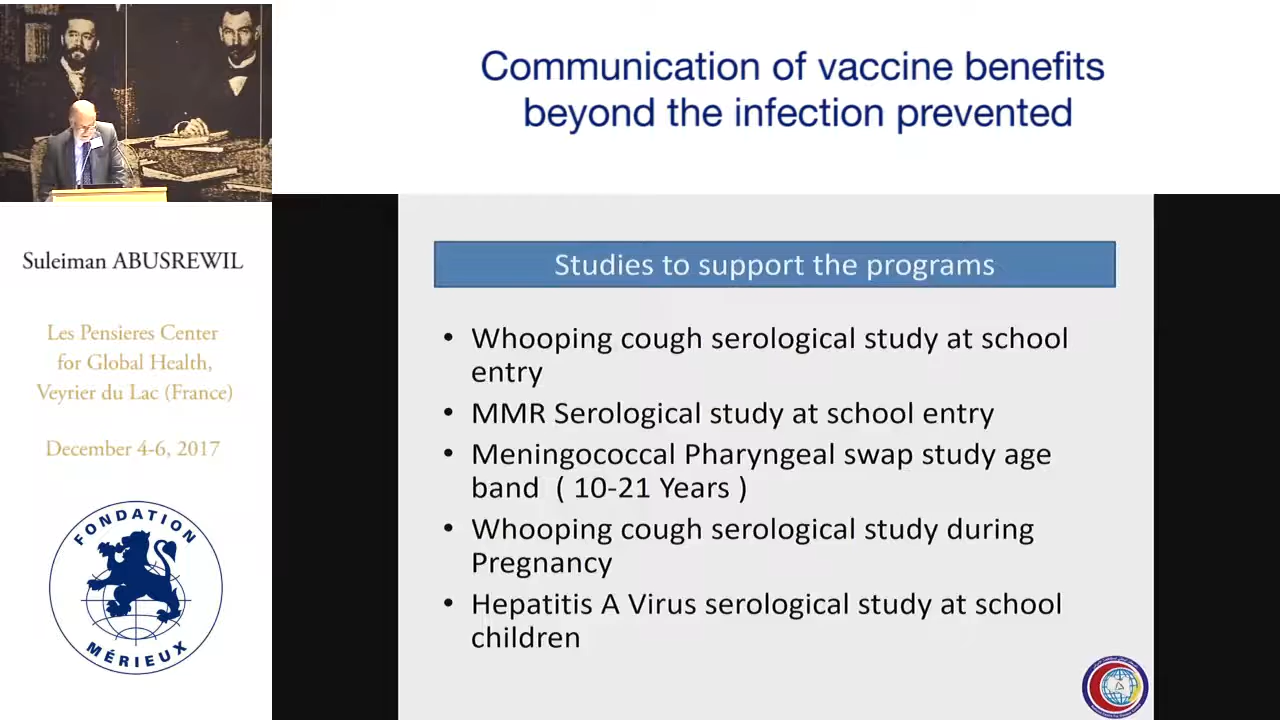 Communication of vaccine benefits
beyond the infection prevented
Suleiman ABUSREWIL
Les Pensieres Center
for Global Health,
Veyrier du Lac (France)
December 4-6, 2017
FONDATION
MÉRIEUX
Studies to support the programs
• Whooping cough serological study at school
entry
• MMR Serological study at school entry
• Meningococcal Pharyngeal swap study age
band ( 10-21 Years )
• Whooping cough serological study during
Pregnancy
• Hepatitis A Virus serological study at school
children